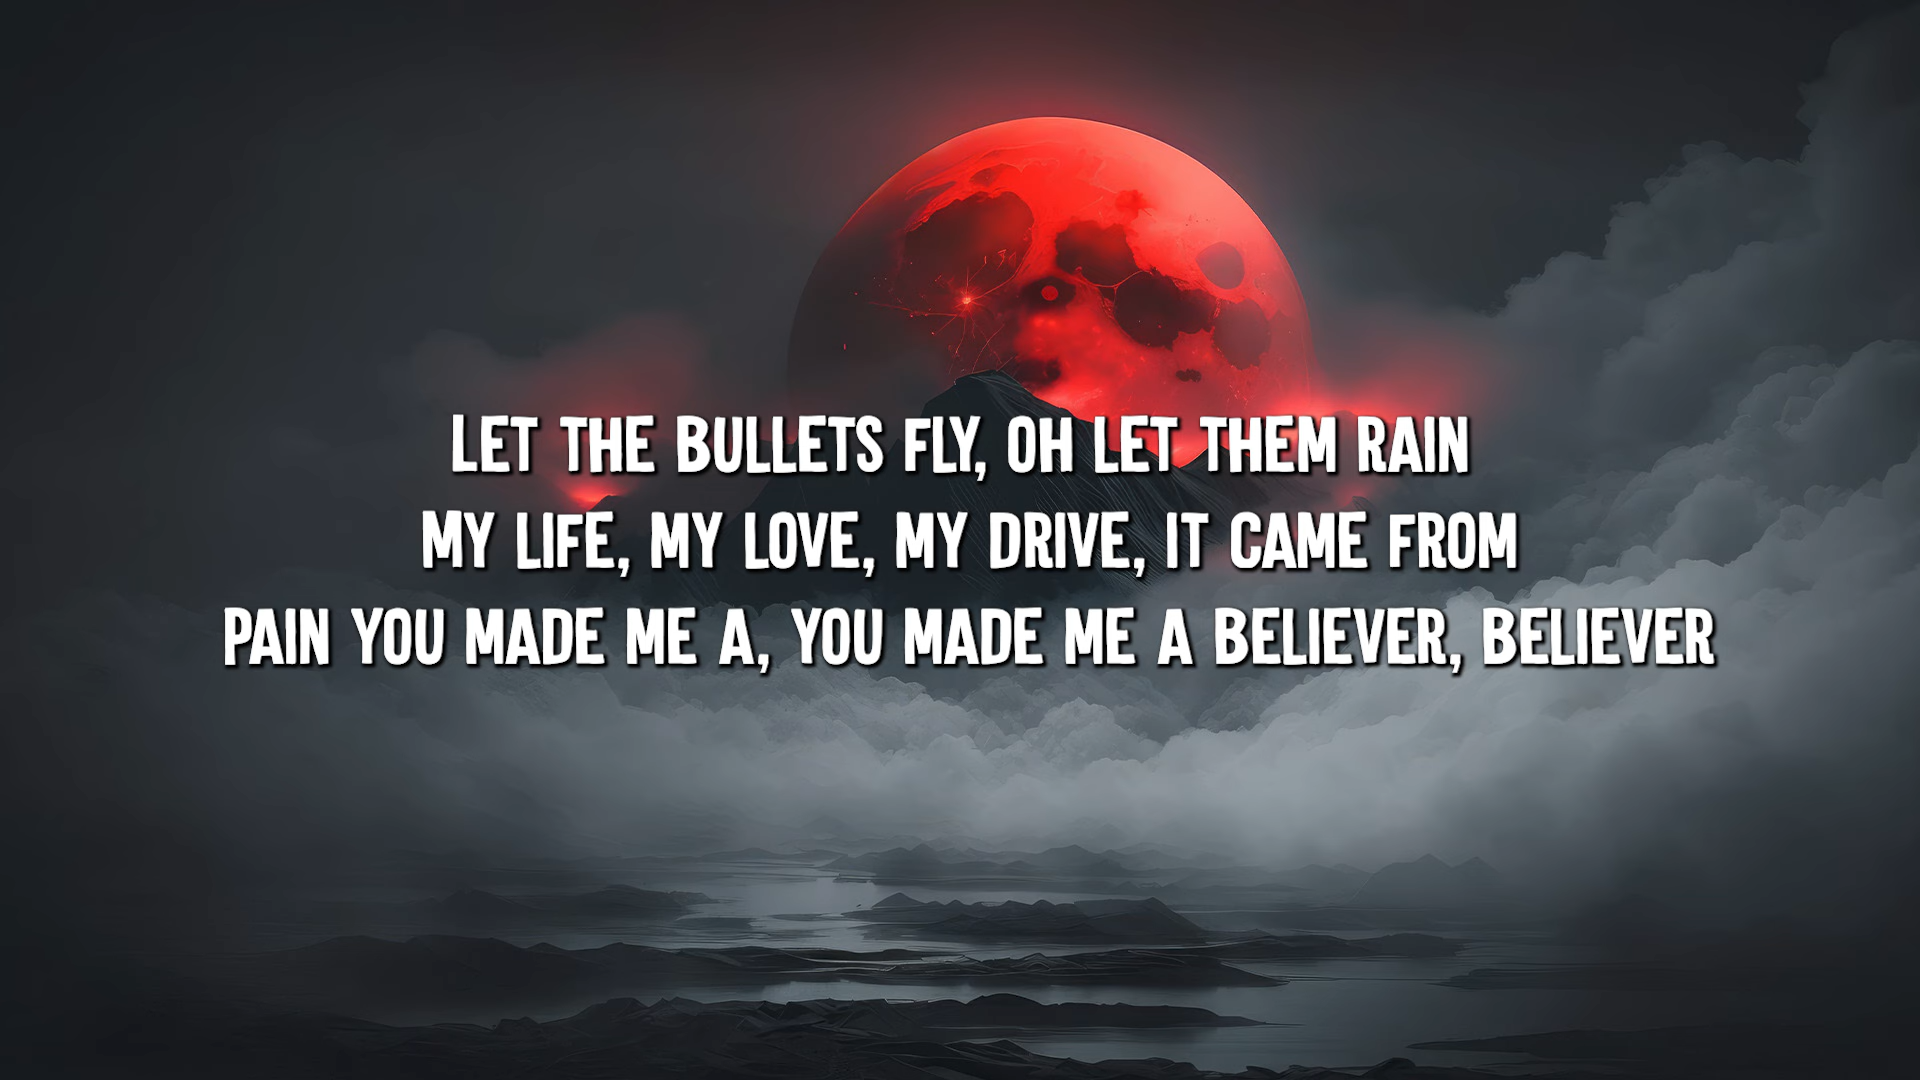 LET THE BULLETS FLY, OH LET THEM RAIN
MY LIFE, MY LOVE, MY DRIVE, IT CAME FROM
PAIN YOU MADE ME A, YOU MADE ME A BELIEVER, BELIEVER